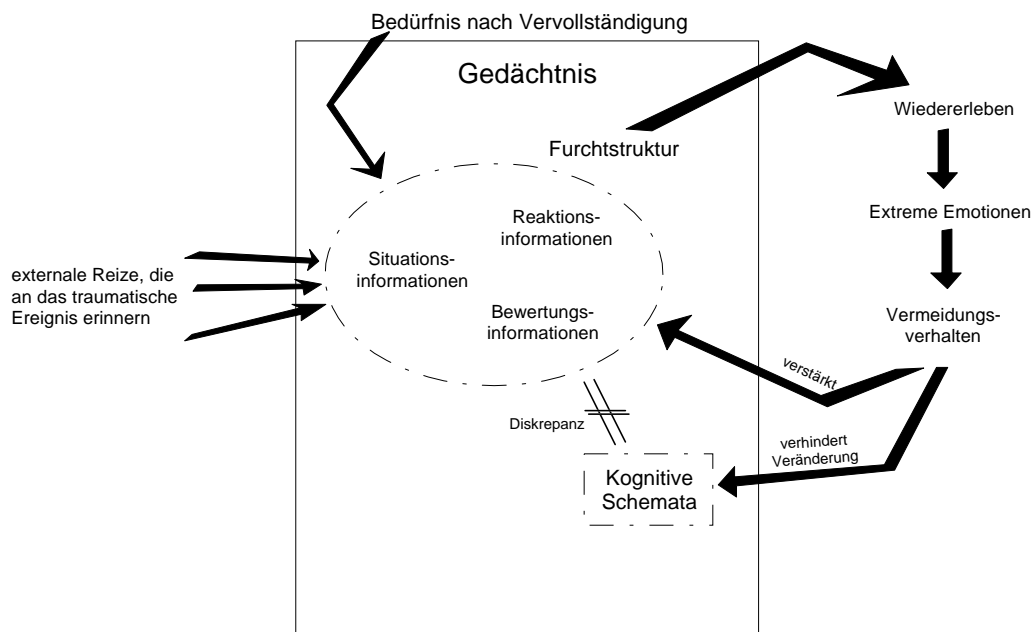 Bedürfnis nach Vervollständigung
Gedächtnis
Wiedererleben
Furchtstruktur
Extreme Emotionen
Reaktions-
informationen
Situations-
informationen
externale Reize, die
an das traumatische
Ereignis erinnern
Bewertungs-
informationen
Vermeidungs-
verhalten
verstärkt
Diskrepanz
verhindert
Veränderung
Kognitive
Schemata